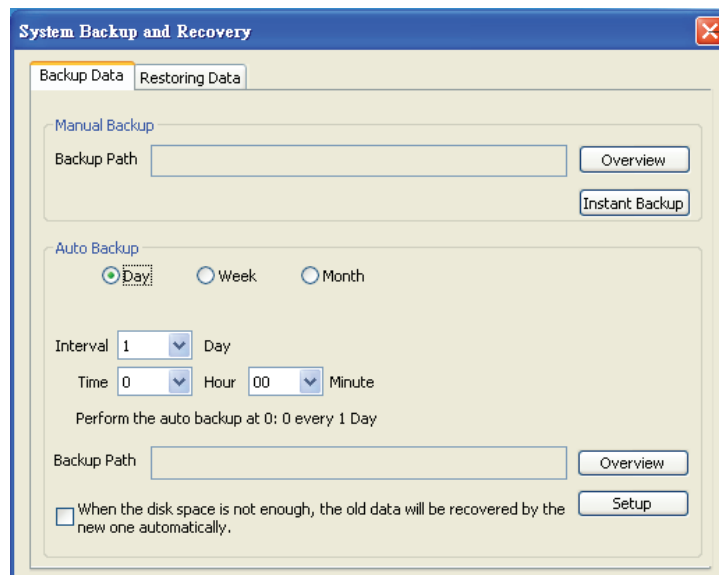 System Backup and Recovery
Backup Data
Restoring Data
Manual Backup
Backup Path
Overview
Instant Backup
Auto Backup
Day
Week
Month
Interval 1 Day
Time 0 Hour 00 Minute
Perform the auto backup at 0: 0 every 1 Day
Backup Path
Overview
Setup
When the disk space is not enough, the old data will be recovered by the
new one automatically.